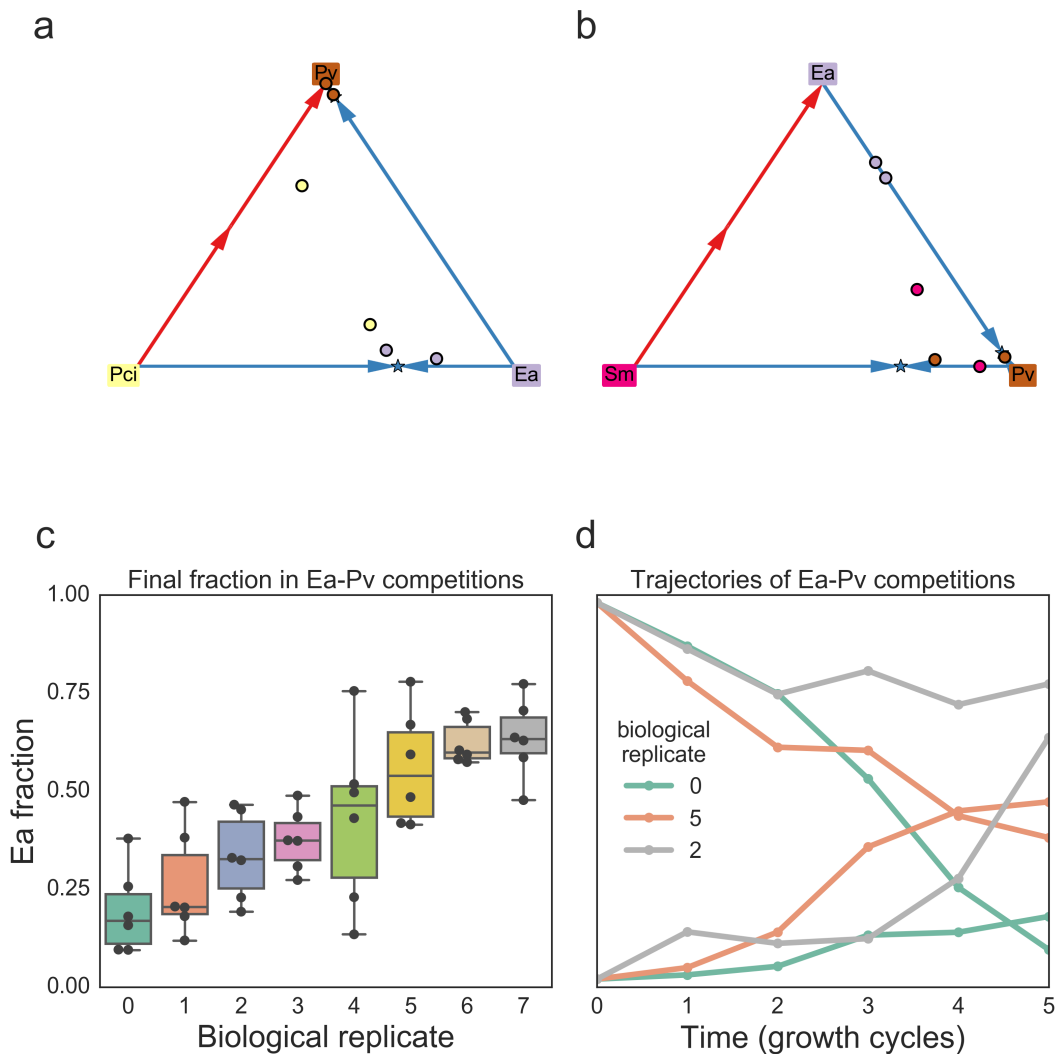 a
b
Pv
Ea
Pci
Ea
Sm
Pv
c
d
Final fraction in Ea-Pv competitions
Trajectories of Ea-Pv competitions
1.00
0.75
0.50
0.25
0.00
Ea fraction
biological
replicate
0
5
2
0 1 2 3 4 5 6 7
0 1 2 3 4 5
Biological replicate
Time (growth cycles)